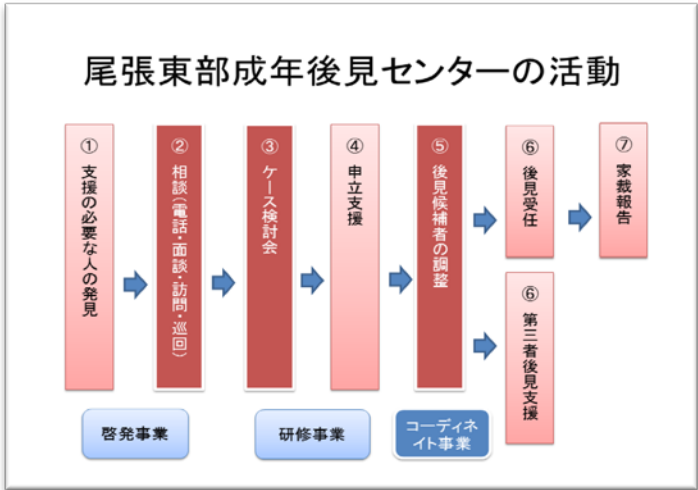 尾張東部成年後見センターの活動
① 支援の必要な人の発見
② 相談(電話・面談・訪問・巡回)
③ ケース検討会
④ 申立支援
⑤ 後見候補者の調整
⑥ 後見受任
⑦ 家裁報告
⑥ 第三者後見支援
啓発事業
研修事業
コーディネ
イト事業